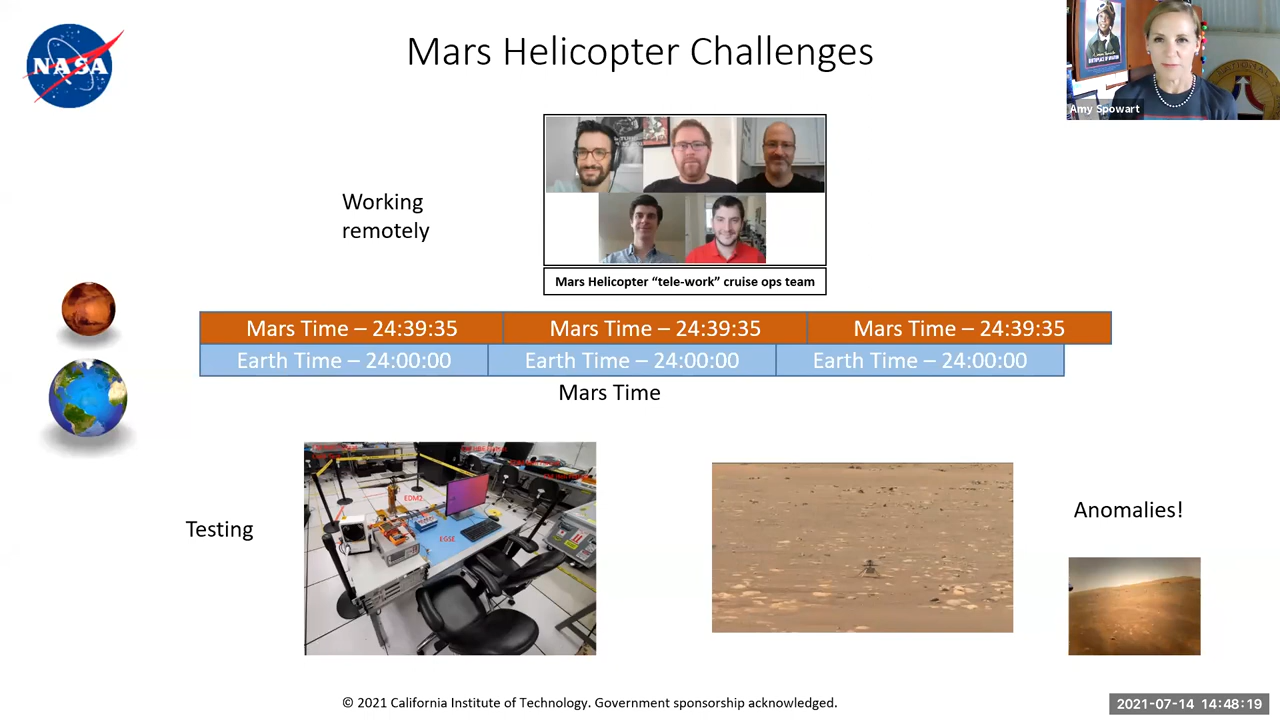 NASA
Mars Helicopter Challenges
Amy Spowart
Working
remotely
Mars Helicopter “tele-work” cruise ops team
Mars Time – 24:39:35
Mars Time – 24:39:35
Mars Time – 24:39:35
Earth Time – 24:00:00
Earth Time – 24:00:00
Earth Time – 24:00:00
Mars Time
Testing
EDM2
EGSE
Anomalies!
© 2021 California Institute of Technology. Government sponsorship acknowledged.
2021-07-14 14:48:19